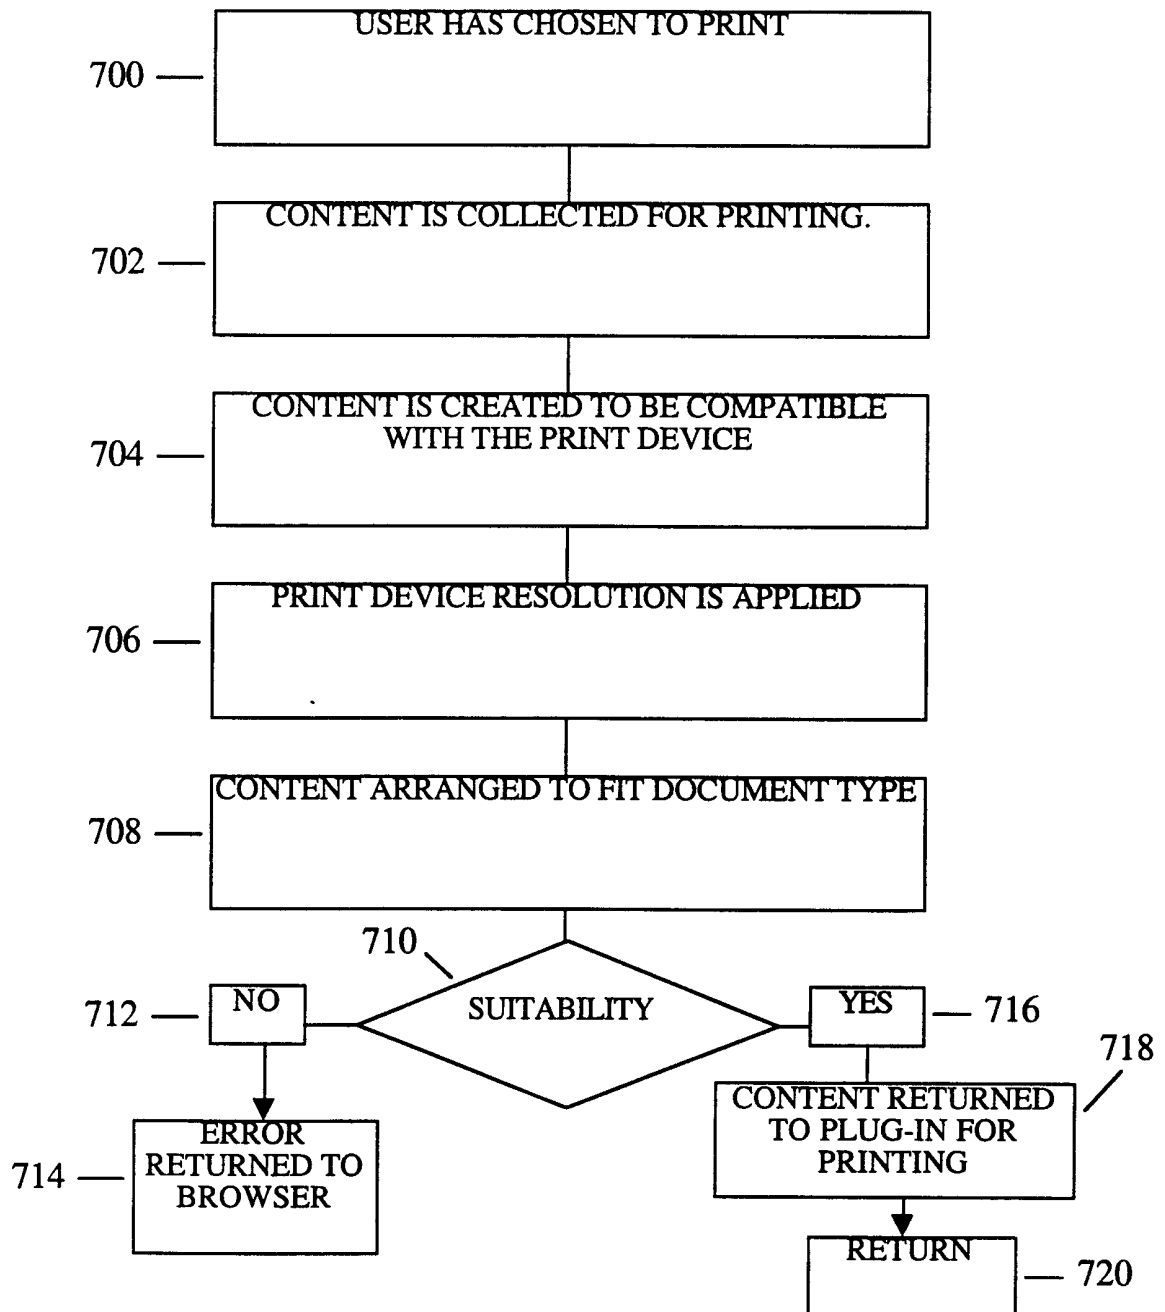 USER HAS CHOSEN TO PRINT
700
CONTENT IS COLLECTED FOR PRINTING.
702
CONTENT IS CREATED TO BE COMPATIBLE
WITH THE PRINT DEVICE
704
PRINT DEVICE RESOLUTION IS APPLIED
706
CONTENT ARRANGED TO FIT DOCUMENT TYPE
708
710
SUITABILITY
712
NO
YES
716
718
ERROR
RETURNED TO
BROWSER
714
CONTENT RETURNED
TO PLUG-IN FOR
PRINTING
RETURN
720